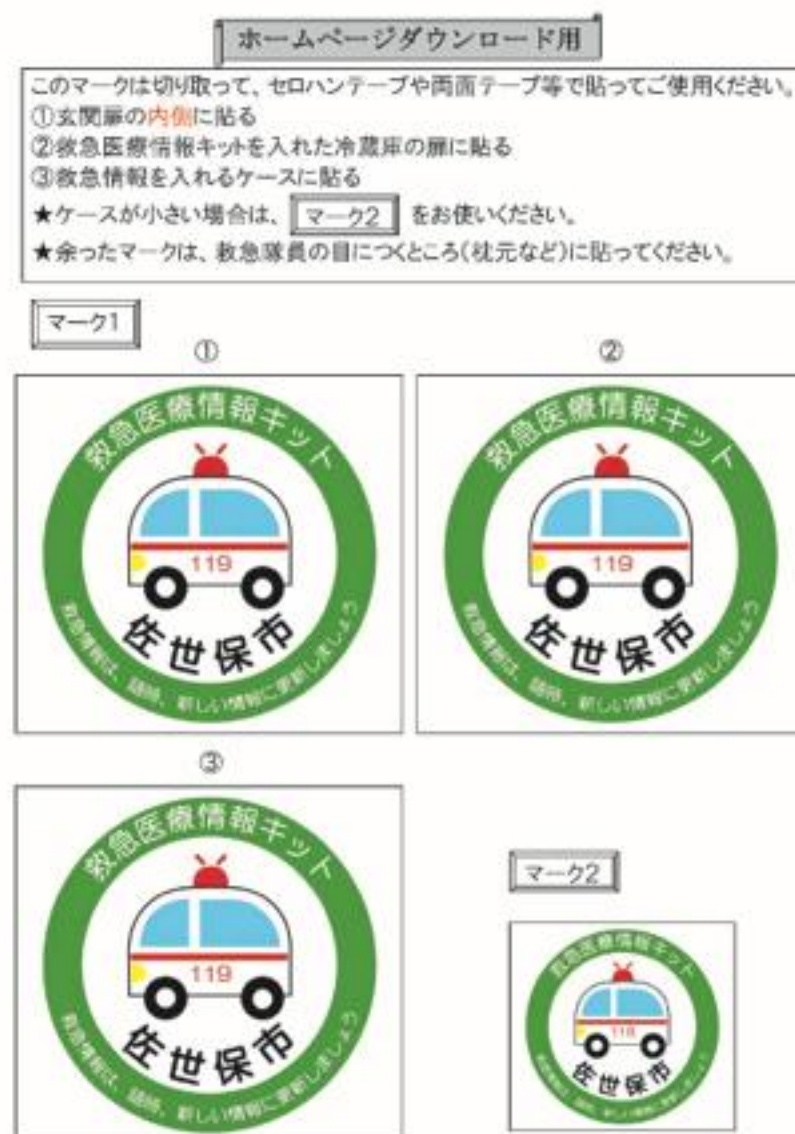 ホームページダウンロード用
このマークは切り取って、セロハンテープや両面テープ等で貼ってご使用ください。
①玄関扉の内側に貼る
②救急医療情報キットを入れた冷蔵庫の扉に貼る
③救急情報を入れるケースに貼る
★ケースが小さい場合は、 マーク2 をお使いください。
★余ったマークは、救急隊員の目につくところ(枕元など)に貼ってください。
マーク1
①
②
救急医療情報キット
119
佐世保市
救急情報は、随時、新しい情報に更新しましょう
救急医療情報キット
119
佐世保市
救急情報は、随時、新しい情報に更新しましょう
③
救急医療情報キット
119
佐世保市
救急情報は、随時、新しい情報に更新しましょう
マーク2
救急医療情報キット
119
佐世保市